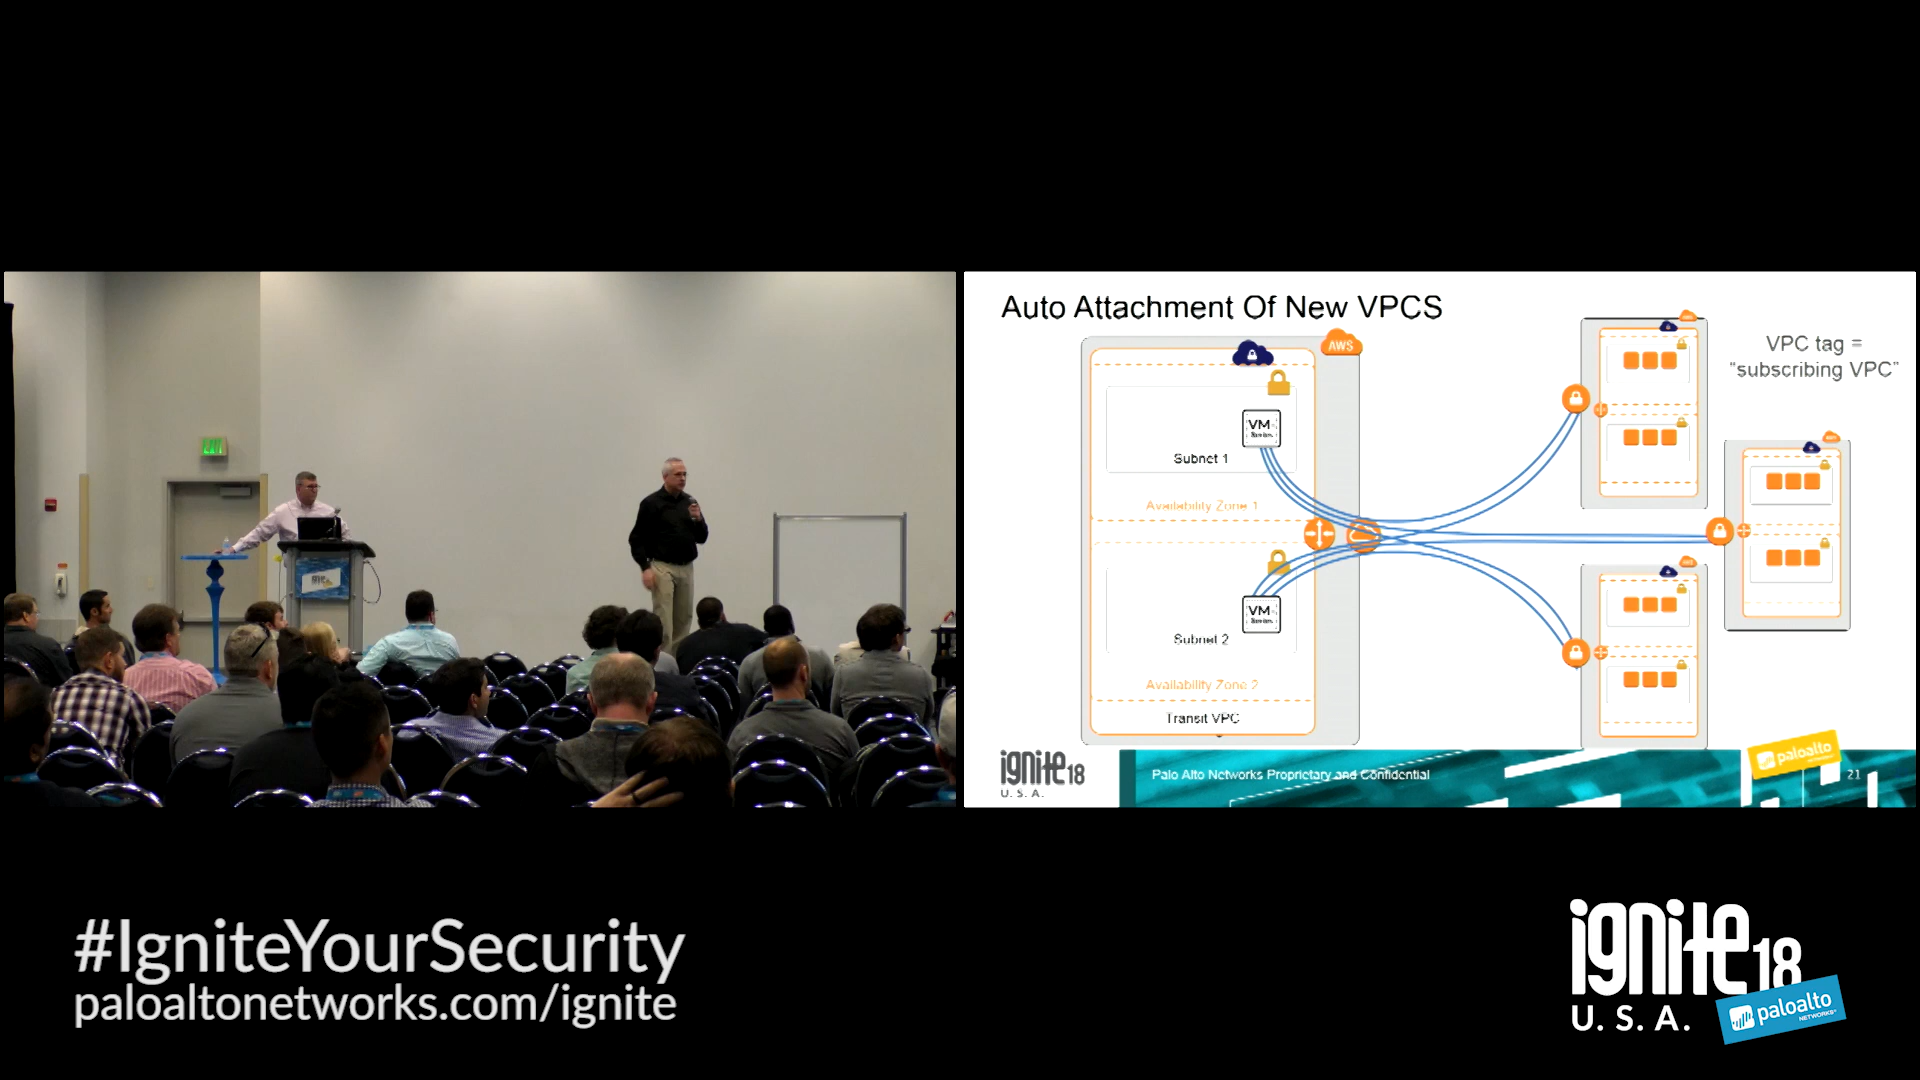 EXIT
Auto Attachment Of New VPCS
AWS
VPC tag =
"subscribing VPC"
VM-
Series
Subnet 1
Availability Zone 1
VM-
Series
Subnet 2
Availability Zone 2
Transit VPC
ignite18
U. S. A.
Palo Alto Networks Proprietary and Confidential
paloalto
21
#IgniteYourSecurity
paloaltonetworks.com/ignite
ignite18
U. S. A.
paloalto
NETWORKS